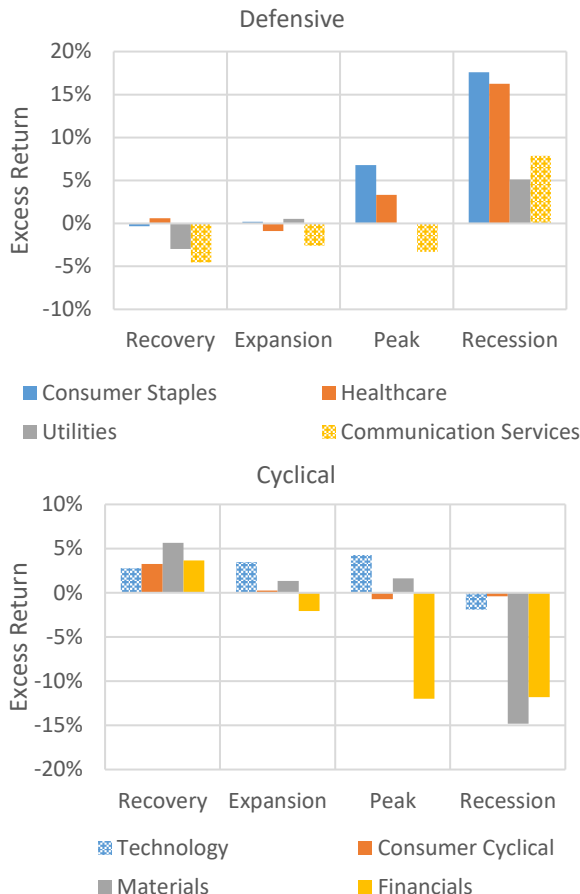 Defensive
20%
15%
10%
5%
0%
-5%
-10%
Excess Return
Recovery Expansion Peak Recession
Consumer Staples Healthcare
Utilities Communication Services
Cyclical
10%
5%
0%
-5%
-10%
-15%
-20%
Excess Return
Recovery Expansion Peak Recession
Technology Consumer Cyclical
Materials Financials